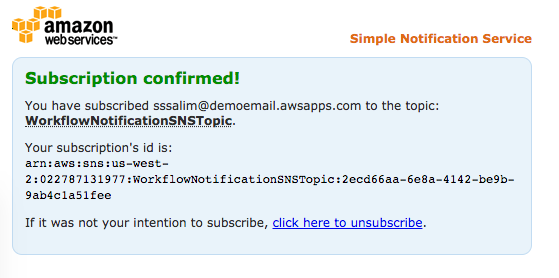 amazon
webservices™
Simple Notification Service
Subscription confirmed!
You have subscribed sssalim@demoemail.awsapps.com to the topic:
WorkflowNotificationSNSTopic.
Your subscription's id is:
arn:aws:sns:us-west-
2:022787131977:WorkflowNotificationSNSTopic:2ecd66aa-6e8a-4142-be9b-
9ab4c1a51fee
If it was not your intention to subscribe, click here to unsubscribe.